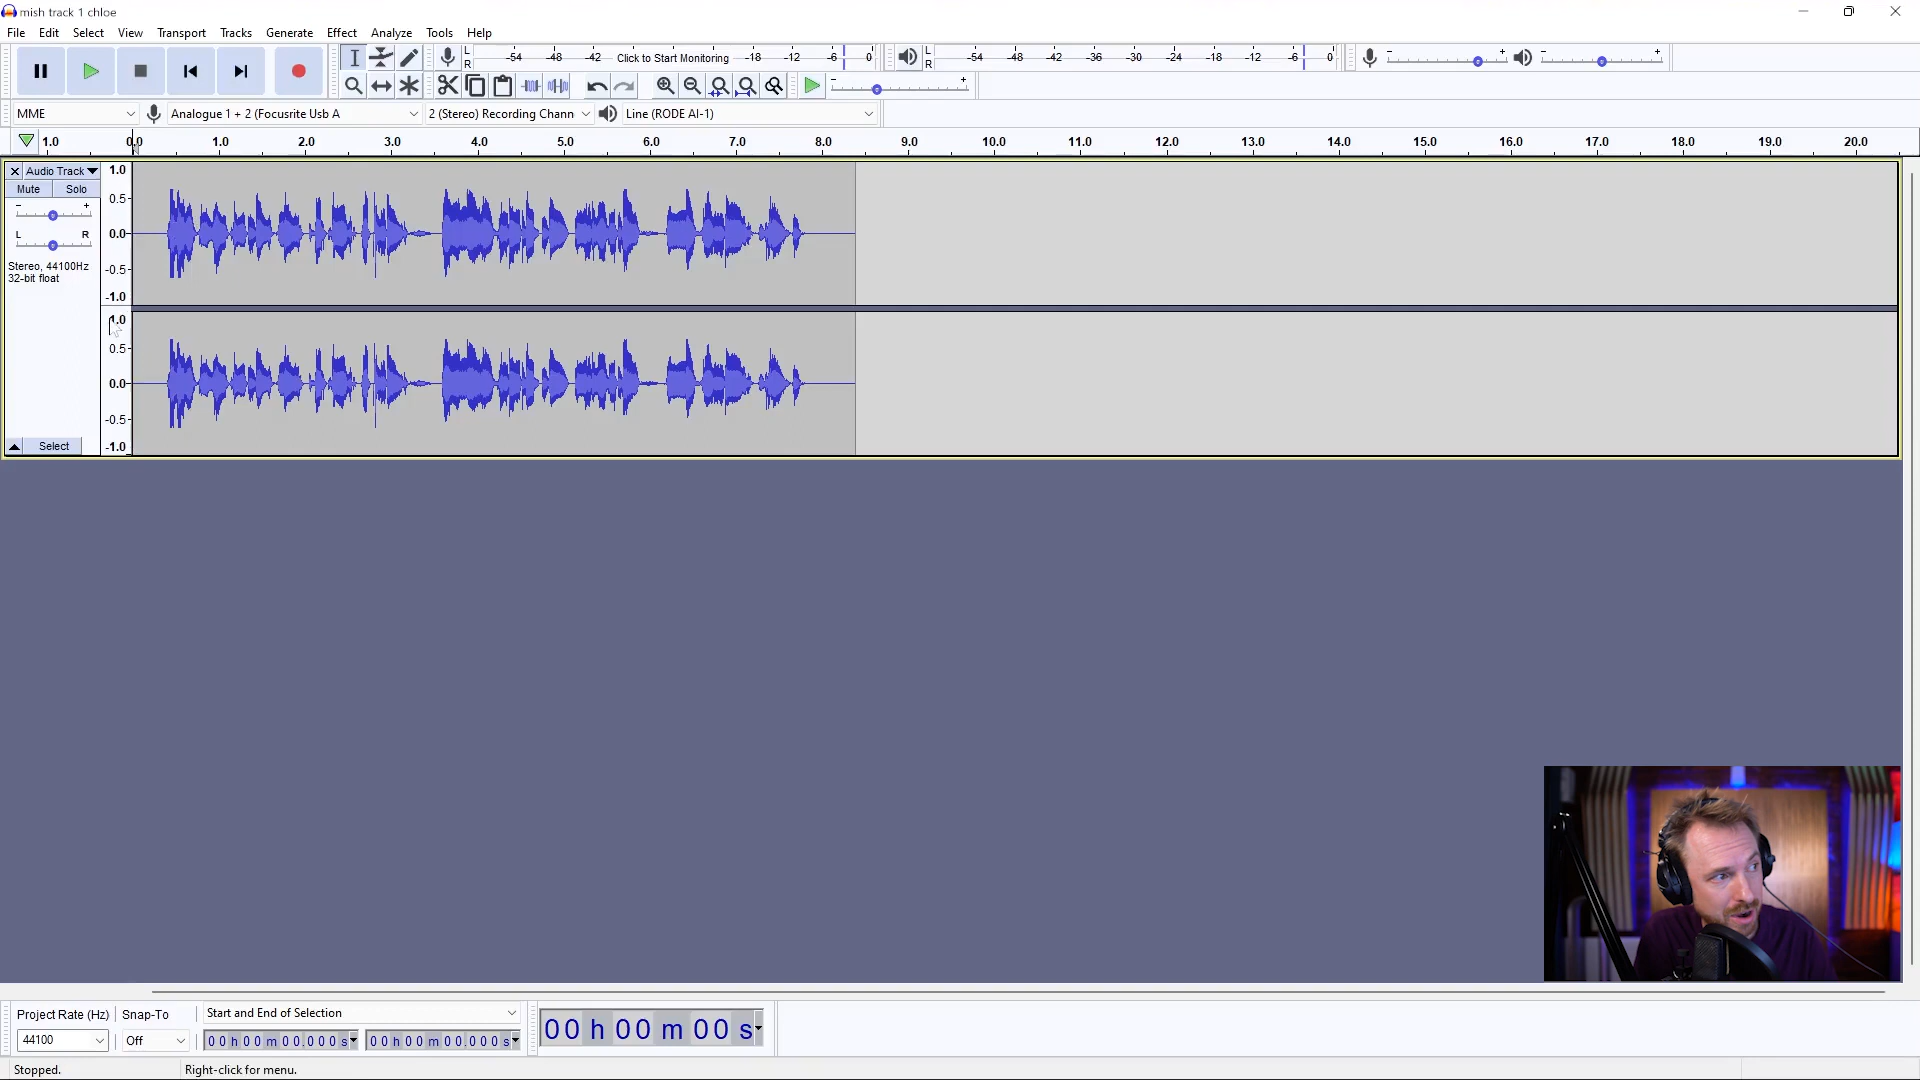 mish track 1 chloe
File Edit Select View Transport Tracks Generate Effect Analyze Tools Help
L R -54 -48 -42 Click to Start Monitoring -18 -12 -6 0
L R -54 -48 -42 -36 -30 -24 -18 -12 -6 0
- + - +
- +
MME Analogue 1 + 2 (Focusrite Usb A 2 (Stereo) Recording Chann Line (RODE AI-1)
1.0 0.0 1.0 2.0 3.0 4.0 5.0 6.0 7.0 8.0 9.0 10.0 11.0 12.0 13.0 14.0 15.0 16.0 17.0 18.0 19.0 20.0
Audio Track
Mute Solo
- +
L R
Stereo, 44100Hz
32-bit float
1.0
0.5
0.0
-0.5
-1.0
1.0
0.5
0.0
-0.5
-1.0
Select
Project Rate (Hz) Snap-To Start and End of Selection
44100 Off 00 h 00 m 00.000 s 00 h 00 m 00.000 s
00 h 00 m 00 s
Stopped. Right-click for menu.